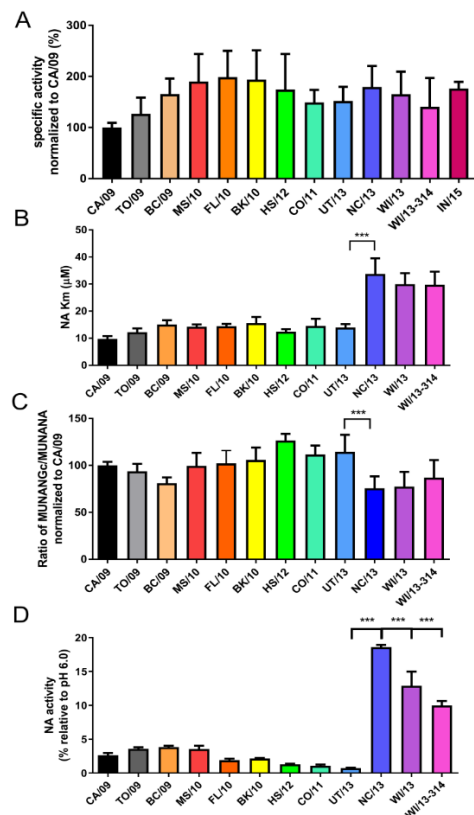 A
specific activity
normalized to CA/09 (%)
300
200
100
0
CA/09
TO/09
BC/09
MS/10
FL/10
BK/10
HS/12
CO/11
UT/13
NC/13
WI/13
WI/13-314
IN/15
B
NA Km (µM)
50
40
30
20
10
0
***
CA/09
TO/09
BC/09
MS/10
FL/10
BK/10
HS/12
CO/11
UT/13
NC/13
WI/13
WI/13-314
C
Ratio of MUNANGc/MUNANA
normalized to CA/09
150
100
50
0
***
CA/09
TO/09
BC/09
MS/10
FL/10
BK/10
HS/12
CO/11
UT/13
NC/13
WI/13
WI/13-314
D
NA activity
(% relative to pH 6.0)
20
15
10
5
0
*** *** ***
CA/09
TO/09
BC/09
MS/10
FL/10
BK/10
HS/12
CO/11
UT/13
NC/13
WI/13
WI/13-314